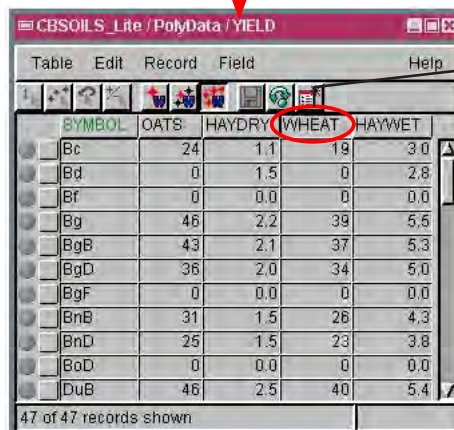 CBSOILS_Lite / PolyData / YIELD
Table Edit Record Field Help
SYMBOL OATS HAYDRY WHEAT HAYWET
Bc 24 1.1 19 3.0
Bd 0 1.5 0 2.8
Bf 0 0.0 0 0.0
Bg 46 2.2 39 5.5
BgB 43 2.1 37 5.3
BgD 36 2.0 34 5.0
BgF 0 0.0 0 0.0
BnB 31 1.5 26 4.3
BnD 25 1.5 23 3.8
BoD 0 0.0 0 0.0
DuB 46 2.5 40 5.4
47 of 47 records shown